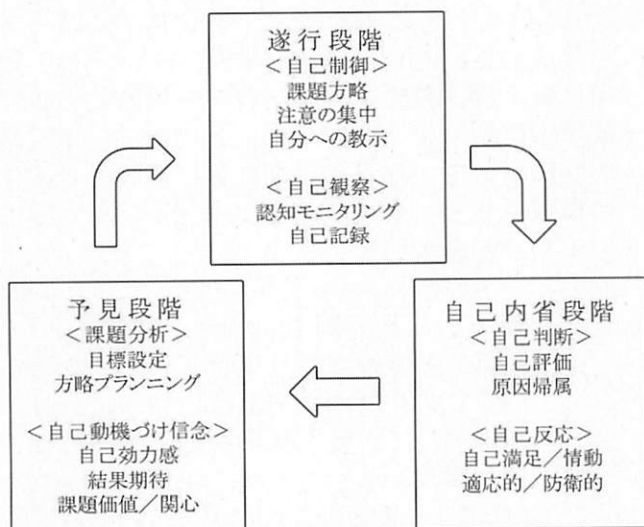 遂行段階
＜自己制御＞
課題方略
注意の集中
自分への教示
＜自己観察＞
認知モニタリング
自己記録
予見段階
＜課題分析＞
目標設定
方略プランニング
＜自己動機づけ信念＞
自己効力感
結果期待
課題価値／関心
自己内省段階
＜自己判断＞
自己評価
原因帰属
＜自己反応＞
自己満足／情動
適応的／防衛的